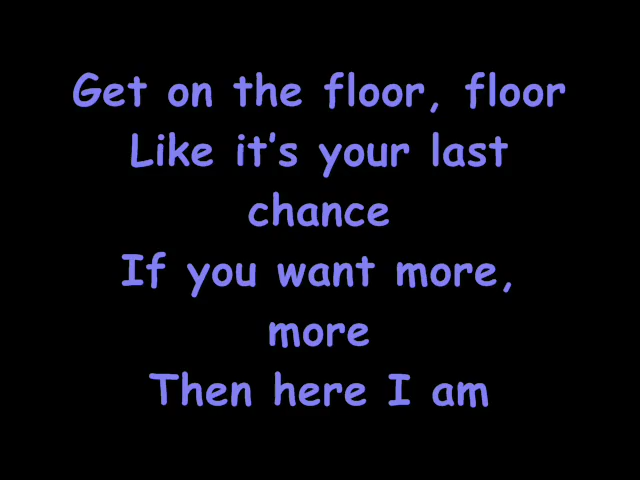 Get on the floor, floor
Like it's your last
chance
If you want more,
more
Then here I am